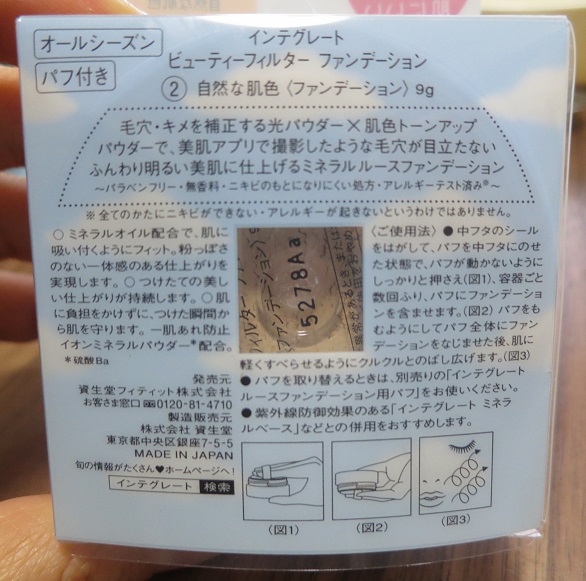 オールシーズン
パフ付き
インテグレート
ビューティーフィルター ファンデーション
② 自然な肌色〈ファンデーション〉9g
毛穴・キメを補正する光パウダー×肌色トーンアップ
パウダーで、美肌アプリで撮影したような毛穴が目立たない
ふんわり明るい美肌に仕上げるミネラルルースファンデーション
～パラベンフリー・無香料・ニキビのもとになりにくい処方・アレルギーテスト済み※～
※全てのかたにニキビができない・アレルギーが起きないというわけではありません。
○ミネラルオイル配合で、肌に
吸い付くようにフィット。粉っぽさ
のない一体感のある仕上がりを
実現します。○つけたての美
しい仕上がりが持続します。○肌
に負担をかけずに、つけた瞬間か
ら肌を守ります。—肌あれ防止
イオンミネラルパウダー*配合。
*硫酸Ba
5278Aa
〈ご使用法〉●中フタのシール
をはがして、パフを中フタにのせ
た状態で、パフが動かないように
しっかりと押さえ(図1)、容器ごと
数回ふり、パフにファンデーショ
ンを含ませます。(図2)パフをも
むようにしてパフ全体にファン
デーションをなじませた後、肌に
軽くすべらせるようにクルクルとのばし広げます。(図3)
●パフを取り替えるときは、別売りの「インテグレート
ルースファンデーション用パフ」をお使いください。
●紫外線防御効果のある「インテグレート ミネラ
ルベース」などとの併用をおすすめします。
発売元
資生堂フィティット株式会社
お客さま窓口 0120-81-4710
製造販売元
株式会社 資生堂
東京都中央区銀座7-5-5
MADE IN JAPAN
旬の情報がたくさん♥ホームページへ!
インテグレート 検索
(図1)
(図2)
(図3)